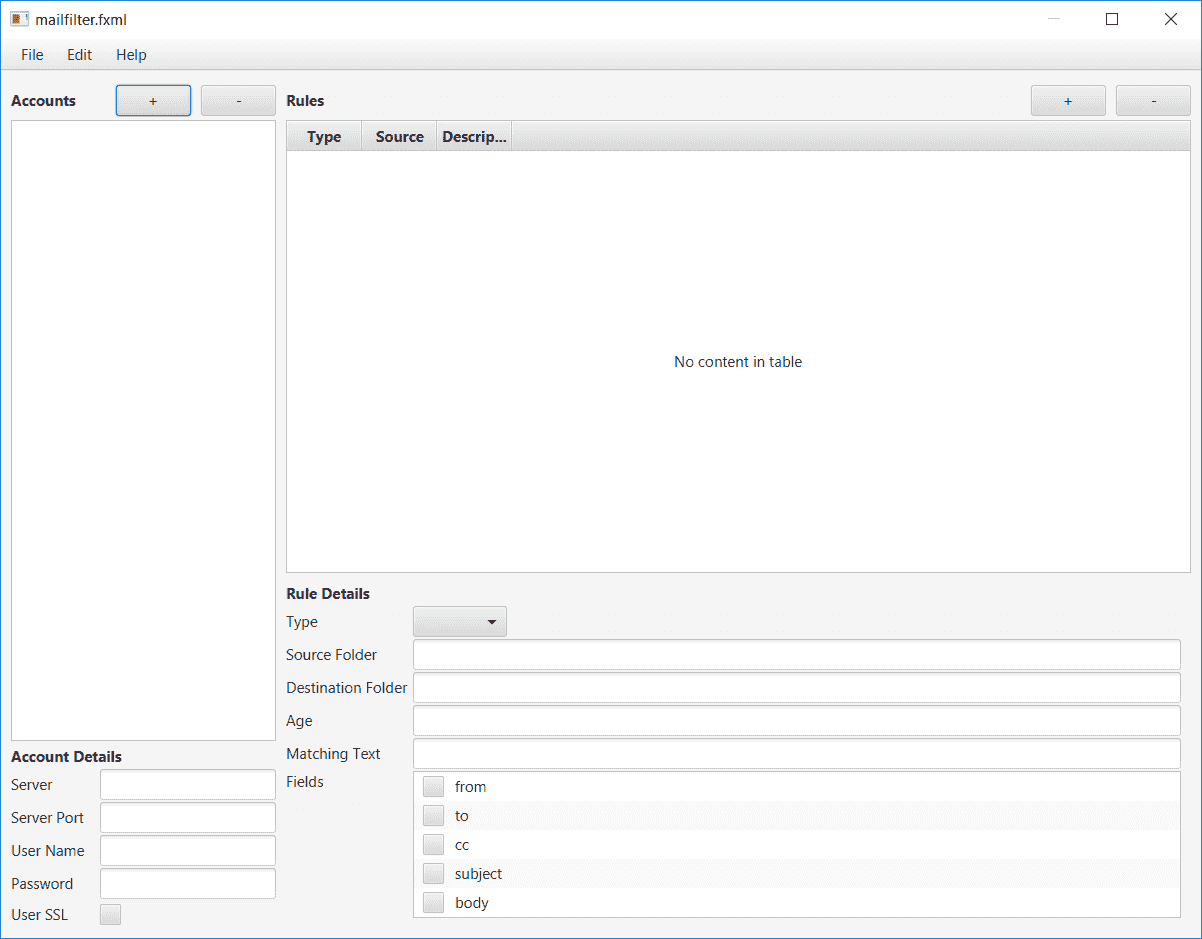 mailfilter.fxml
File Edit Help
Accounts + -
Rules + -
Type Source Descrip...
No content in table
Account Details
Server
Server Port
User Name
Password
User SSL
Rule Details
Type
Source Folder
Destination Folder
Age
Matching Text
Fields
from
to
cc
subject
body